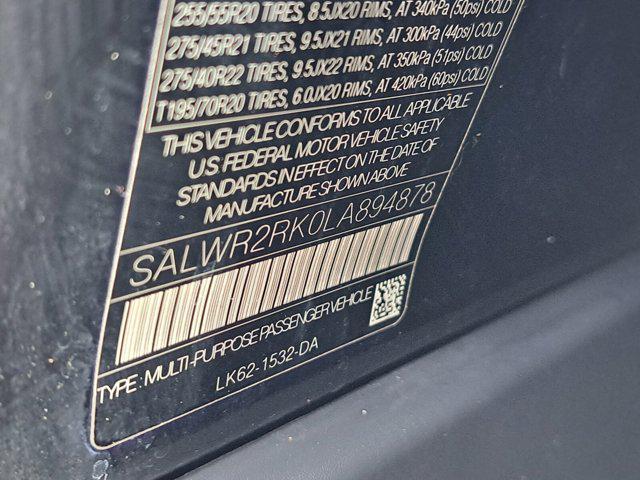 255/55R20 TIRES, 8.5JX20 RIMS, AT 340kPa (50psi) COLD
275/45R21 TIRES, 9.5JX21 RIMS, AT 300kPa (44psi) COLD
275/40R22 TIRES, 9.5JX22 RIMS, AT 350kPa (51psi) COLD
T195/70R20 TIRES, 6.0JX20 RIMS, AT 420kPa (60psi) COLD
THIS VEHICLE CONFORMS TO ALL APPLICABLE
U.S. FEDERAL MOTOR VEHICLE SAFETY
STANDARDS IN EFFECT ON THE DATE OF
MANUFACTURE SHOWN ABOVE
SALWR2RK0LA894878
TYPE: MULTI-PURPOSE PASSENGER VEHICLE
LK62-1532-DA